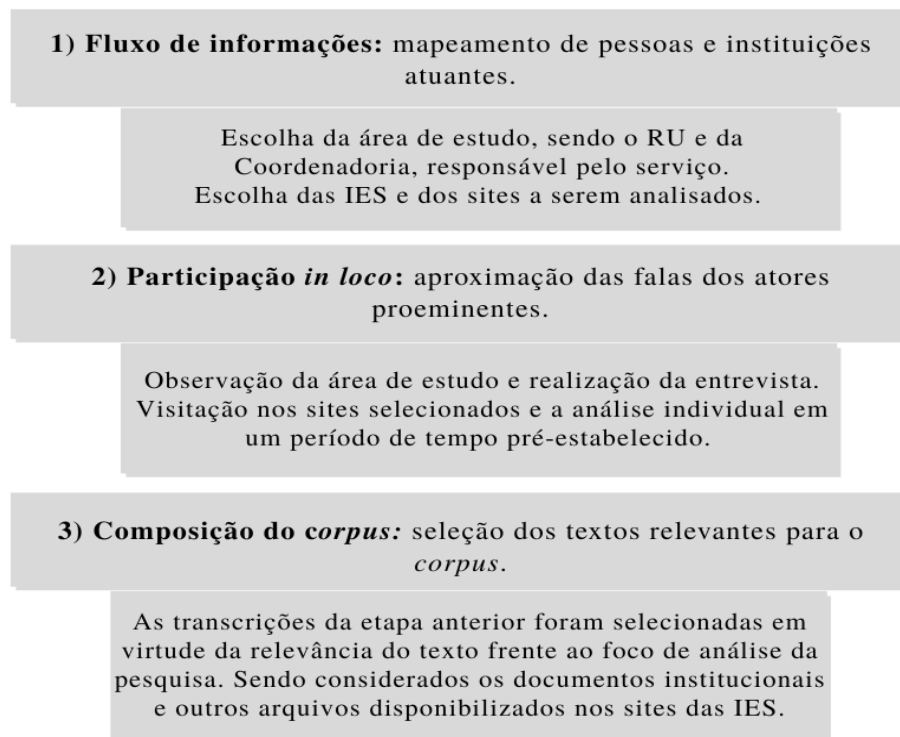 1) Fluxo de informações: mapeamento de pessoas e instituições
atuantes.
Escolha da área de estudo, sendo o RU e da
Coordenadoria, responsável pelo serviço.
Escolha das IES e dos sites a serem analisados.
2) Participação in loco: aproximação das falas dos atores
proeminentes.
Observação da área de estudo e realização da entrevista.
Visitação nos sites selecionados e a análise individual em
um período de tempo pré-estabelecido.
3) Composição do corpus: seleção dos textos relevantes para o
corpus.
As transcrições da etapa anterior foram selecionadas em
virtude da relevância do texto frente ao foco de análise da
pesquisa. Sendo considerados os documentos institucionais
e outros arquivos disponibilizados nos sites das IES.